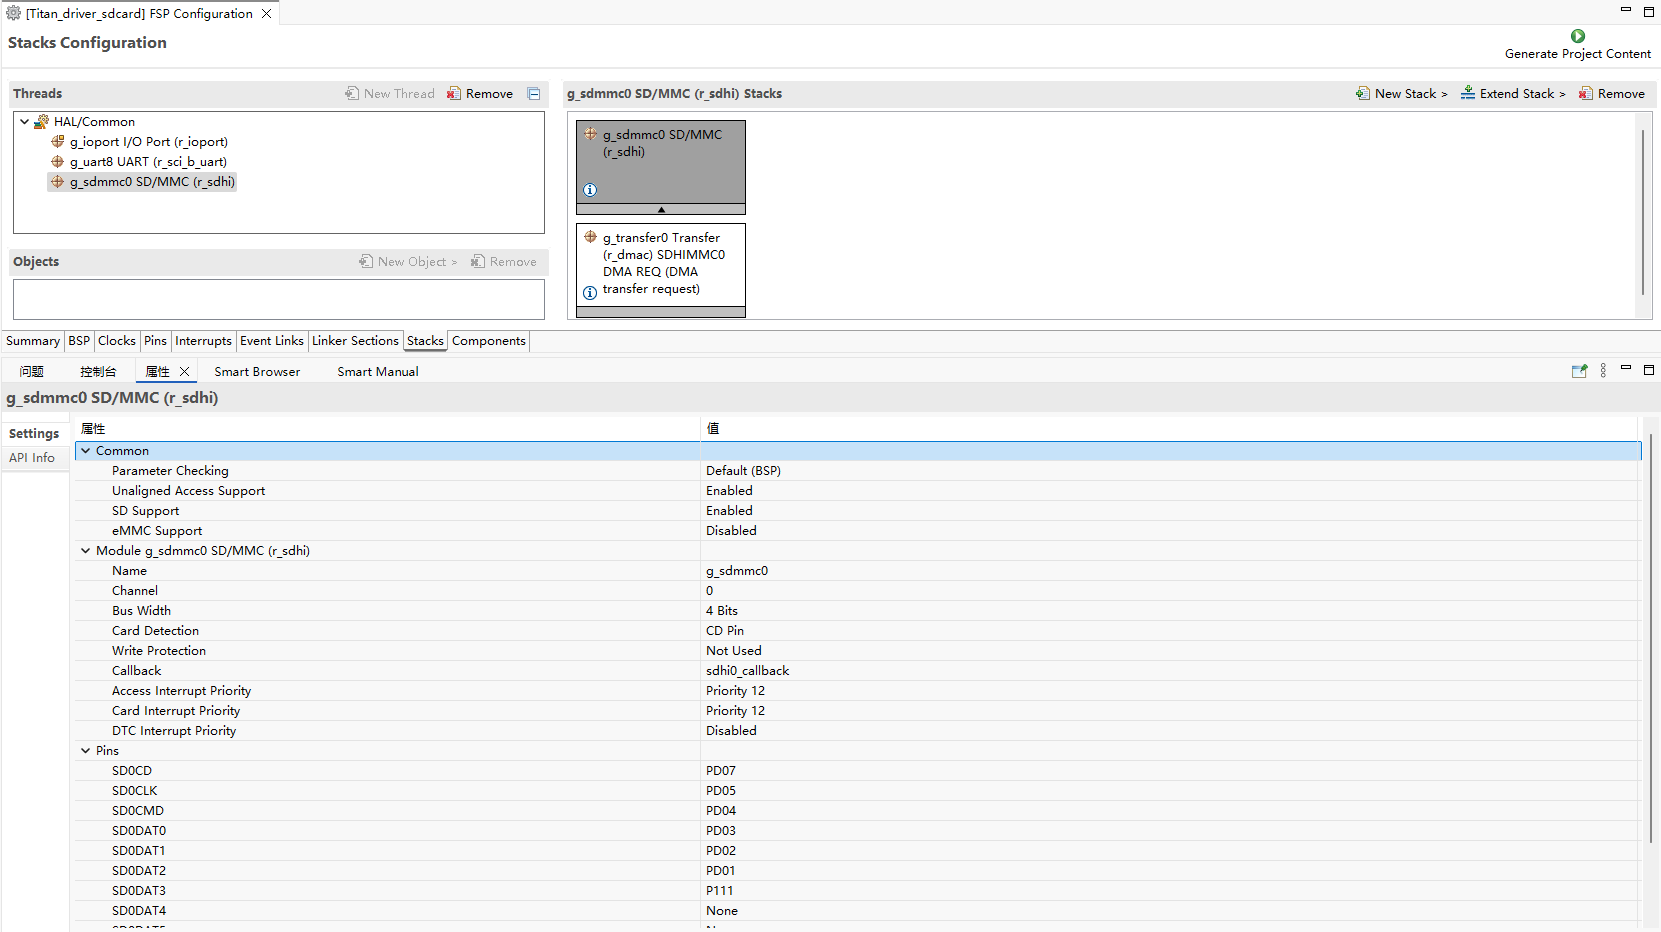 [Titan_driver_sdcard] FSP Configuration
Stacks Configuration
Generate Project Content
Threads
New Thread
Remove
HAL/Common
g_ioport I/O Port (r_ioport)
g_uart8 UART (r_sci_b_uart)
g_sdmmc0 SD/MMC (r_sdhi)
Objects
New Object >
Remove
g_sdmmc0 SD/MMC (r_sdhi) Stacks
New Stack >
Extend Stack >
Remove
g_sdmmc0 SD/MMC
(r_sdhi)
g_transfer0 Transfer
(r_dmac) SDHIMMC0
DMA REQ (DMA
transfer request)
Summary BSP Clocks Pins Interrupts Event Links Linker Sections Stacks Components
问题 控制台 属性 Smart Browser Smart Manual
g_sdmmc0 SD/MMC (r_sdhi)
Settings
API Info
属性 值
Common
Parameter Checking Default (BSP)
Unaligned Access Support Enabled
SD Support Enabled
eMMC Support Disabled
Module g_sdmmc0 SD/MMC (r_sdhi)
Name g_sdmmc0
Channel 0
Bus Width 4 Bits
Card Detection CD Pin
Write Protection Not Used
Callback sdhi0_callback
Access Interrupt Priority Priority 12
Card Interrupt Priority Priority 12
DTC Interrupt Priority Disabled
Pins
SD0CD PD07
SD0CLK PD05
SD0CMD PD04
SD0DAT0 PD03
SD0DAT1 PD02
SD0DAT2 PD01
SD0DAT3 P111
SD0DAT4 None